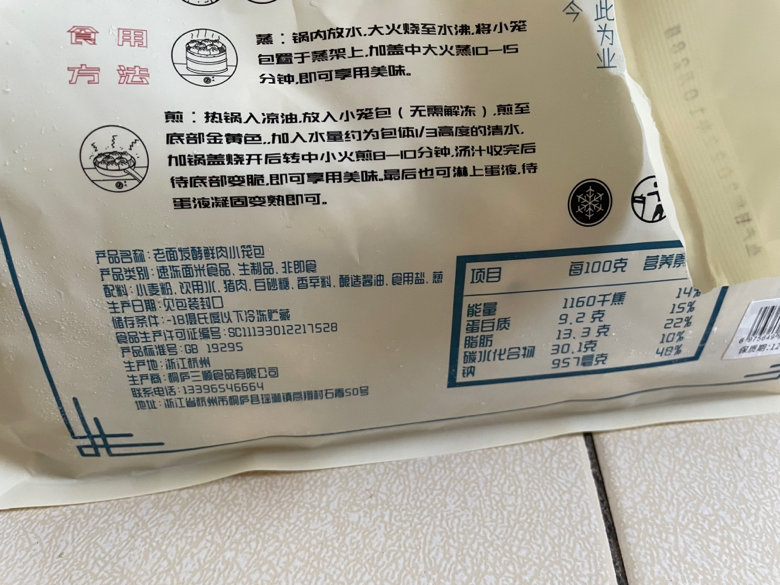 食用
方法
蒸：锅内放水,大火烧至水沸,将小笼
包置于蒸架上,加盖中大火蒸10—15
分钟,即可享用美味。
煎：热锅入凉油,放入小笼包（无需解冻）,煎至
底部金黄色,,加入水量约为包体1/3高度的清水,
加锅盖烧开后转中小火煎8—10分钟,汤汁收完后
待底部变脆,即可享用美味。最后也可淋上蛋液,待
蛋液凝固变熟即可。
今
此为业
产品名称：老面发酵鲜肉小笼包
产品类别：速冻面米食品、生制品、非即食
配料：小麦粉、饮用水、猪肉、白砂糖、香辛料、酿造酱油、食用盐、葱
生产日期：见包装封口
储存条件：-18摄氏度以下冷冻贮藏
食品生产许可证编号：SC11133012217528
产品标准号：GB 19295
生产地：浙江杭州
生产商：桐庐三顺食品有限公司
联系电话：13396546664
地址：浙江省杭州市桐庐县瑶琳镇燕翔村石青50号
项目 每100克 营养素
能量 1160千焦 14%
蛋白质 9.2克 15%
脂肪 13.3克 22%
碳水化合物 30.1克 10%
钠 957毫克 48%
保质期:12